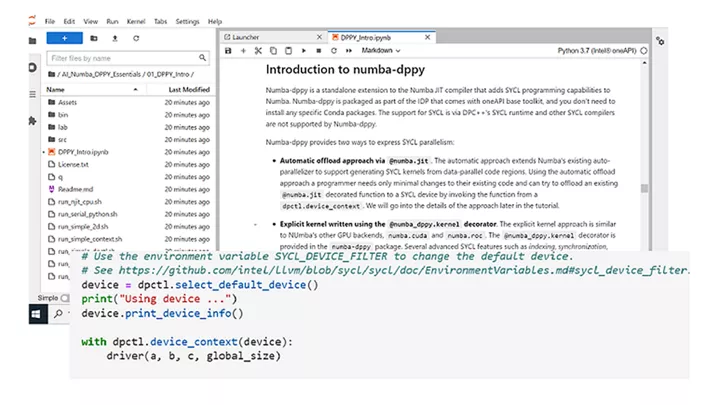 File Edit View Run Kernel Tabs Settings Help
Filter files by name
/ AI_Numba_DPPY_Essentials / 01_DPPY_Intro /
Name Last Modified
Assets 20 minutes ago
bin 20 minutes ago
lab 20 minutes ago
src 20 minutes ago
DPPY_Intro.ipynb 20 minutes ago
License.txt 20 minutes ago
q 20 minutes ago
Readme.md 20 minutes ago
run_njit_cpu.sh 20 minutes ago
run_serial_python.sh 20 minutes ago
run_simple_2d.sh 20 minutes ago
run_simple_context.sh 20 minutes ago
run_
run_
run_
Simple
Launcher
DPPY_Intro.ipynb
Markdown
Python 3.7 (Intel® oneAPI)
Introduction to numba-dppy
Numba-dppy is a standalone extension to the Numba JIT compiler that adds SYCL programming capabilities to
Numba. Numba-dppy is packaged as part of the IDP that comes with oneAPI base toolkit, and you don't need to
install any specific Conda packages. The support for SYCL is via DPC++'s SYCL runtime and other SYCL compilers
are not supported by Numba-dppy.
Numba-dppy provides two ways to express SYCL parallelism:
• Automatic offload approach via @numba.jit. The automatic approach extends Numba's existing auto-
parallelizer to support generating SYCL kernels from data-parallel code regions. Using the automatic offload
approach a programmer needs only minimal changes to their existing code and can try to offload an existing
@numba.jit decorated function to a SYCL device by invoking the function from a
dpctl.device_context. We will go into the details of the approach later in the tutorial.
• Explicit kernel written using the @numba_dppy.kernel decorator. The explicit kernel approach is similar
to NUmba's other GPU backends, numba.cuda and numba.roc. The @numba_dppy.kernel decorator is
provided in the numba-dppy package. Several advanced SYCL features such as indexing, synchronization,
# Use the environment variable SYCL_DEVICE_FILTER to change the default device.
# See https://github.com/intel/llvm/blob/sycl/sycl/doc/EnvironmentVariables.md#sycl_device_filter.
device = dpctl.select_default_device()
print("Using device ...")
device.print_device_info()
with dpctl.device_context(device):
driver(a, b, c, global_size)